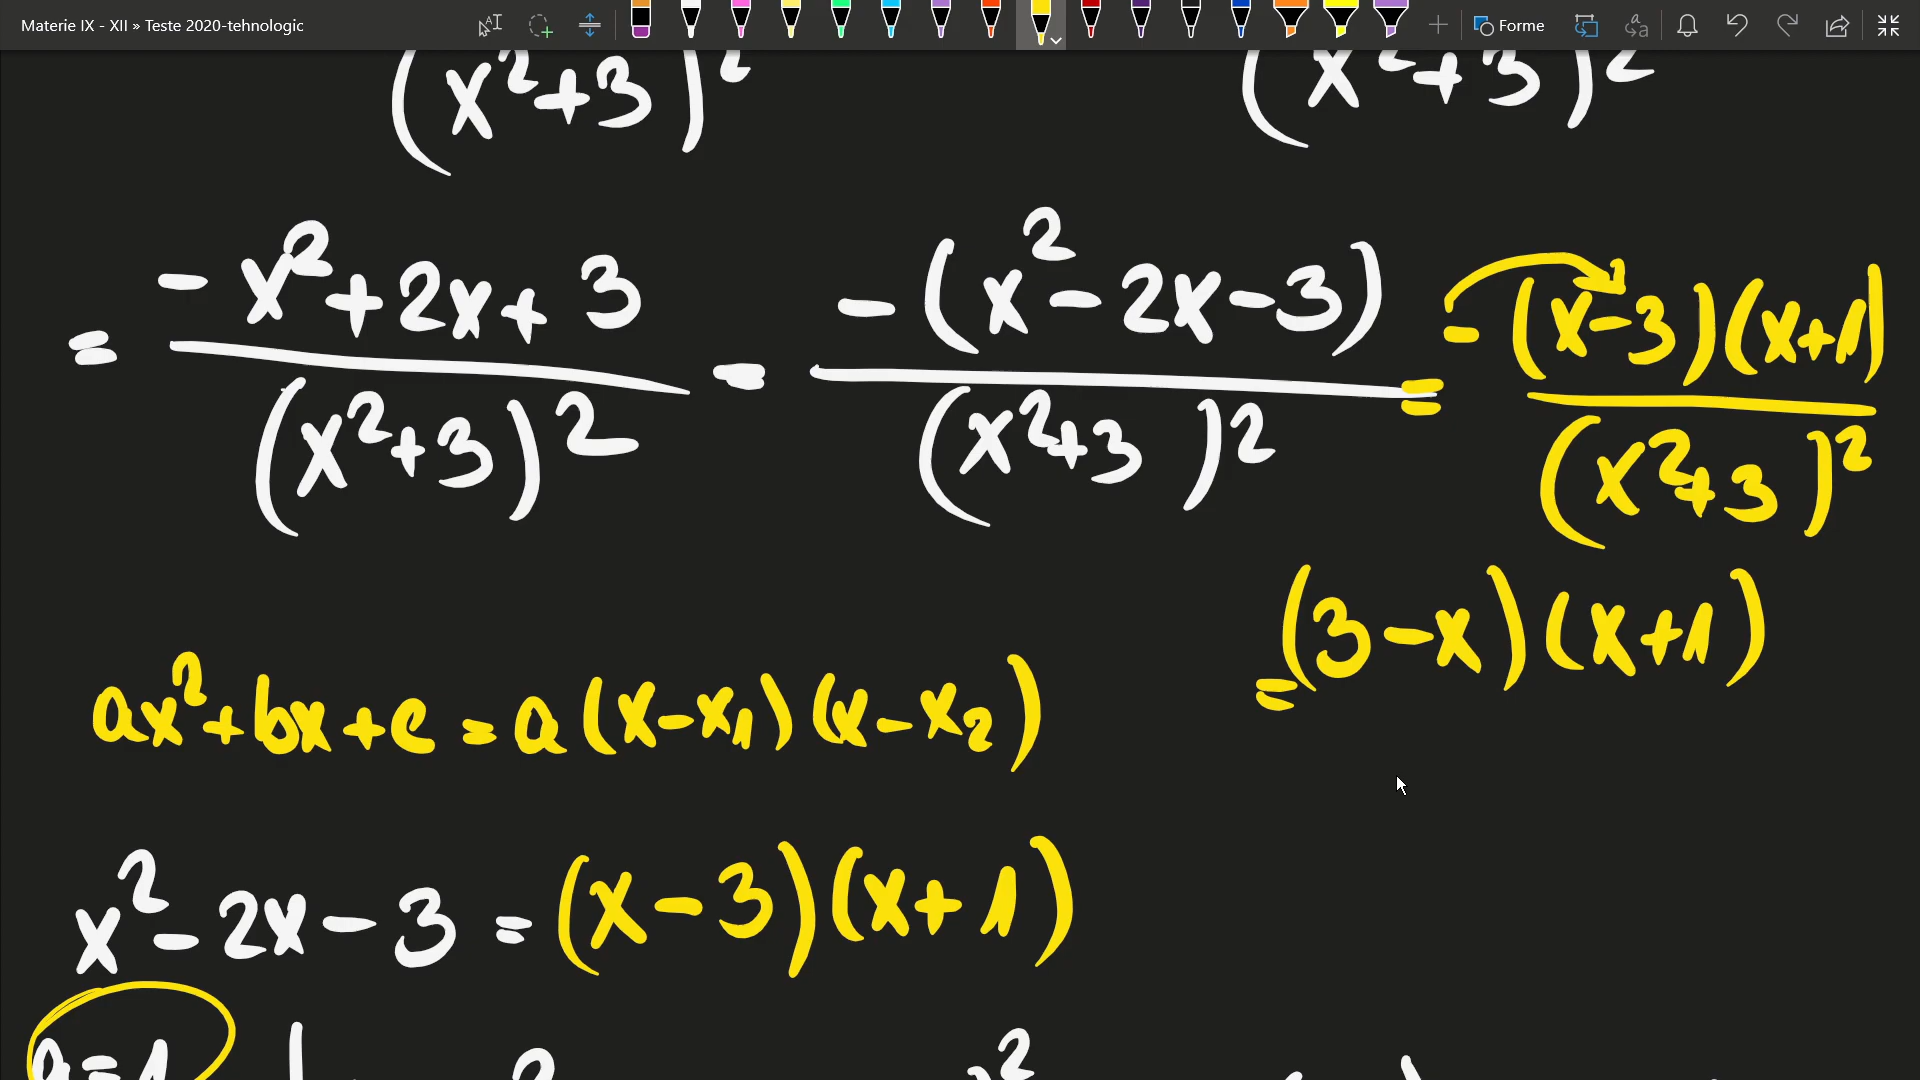 Materie IX - XII » Teste 2020-tehnologic
Forme
(x²+3)² (x²+3)²
= -x²+2x+3 / (x²+3)² = -(x²-2x-3) / (x²+3)² = -(x-3)(x+1) / (x²+3)²
= (3-x)(x+1)
ax²+bx+c = a(x-x₁)(x-x₂)
x²-2x-3 = (x-3)(x+1)
a=1